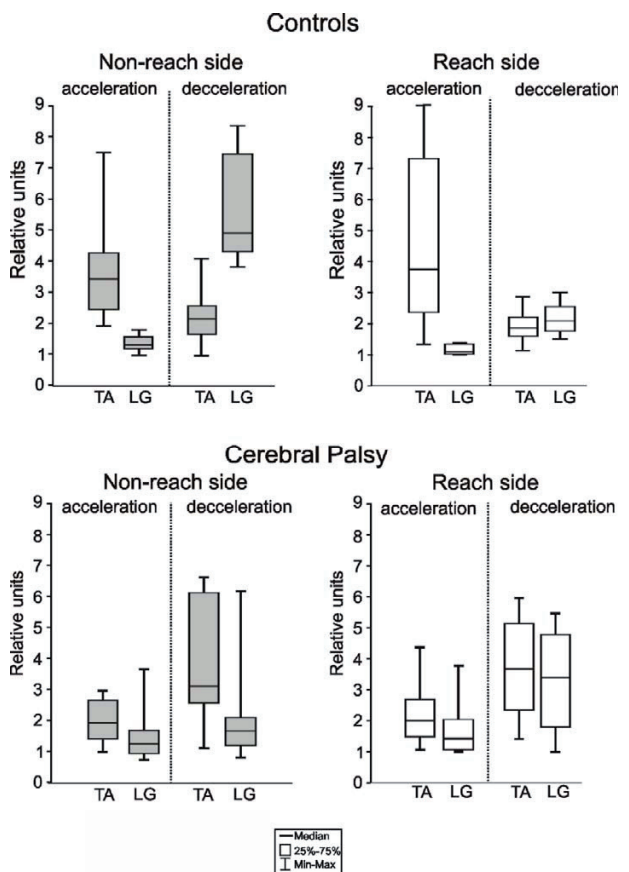 Controls
Non-reach side
Reach side
acceleration decceleration
acceleration decceleration
Relative units
9
8
7
6
5
4
3
2
1
0
TA LG TA LG
Relative units
9
8
7
6
5
4
3
2
1
0
TA LG TA LG
Cerebral Palsy
Non-reach side
Reach side
acceleration decceleration
acceleration decceleration
Relative units
9
8
7
6
5
4
3
2
1
0
TA LG TA LG
Relative units
9
8
7
6
5
4
3
2
1
0
TA LG TA LG
Median
25%-75%
Min-Max